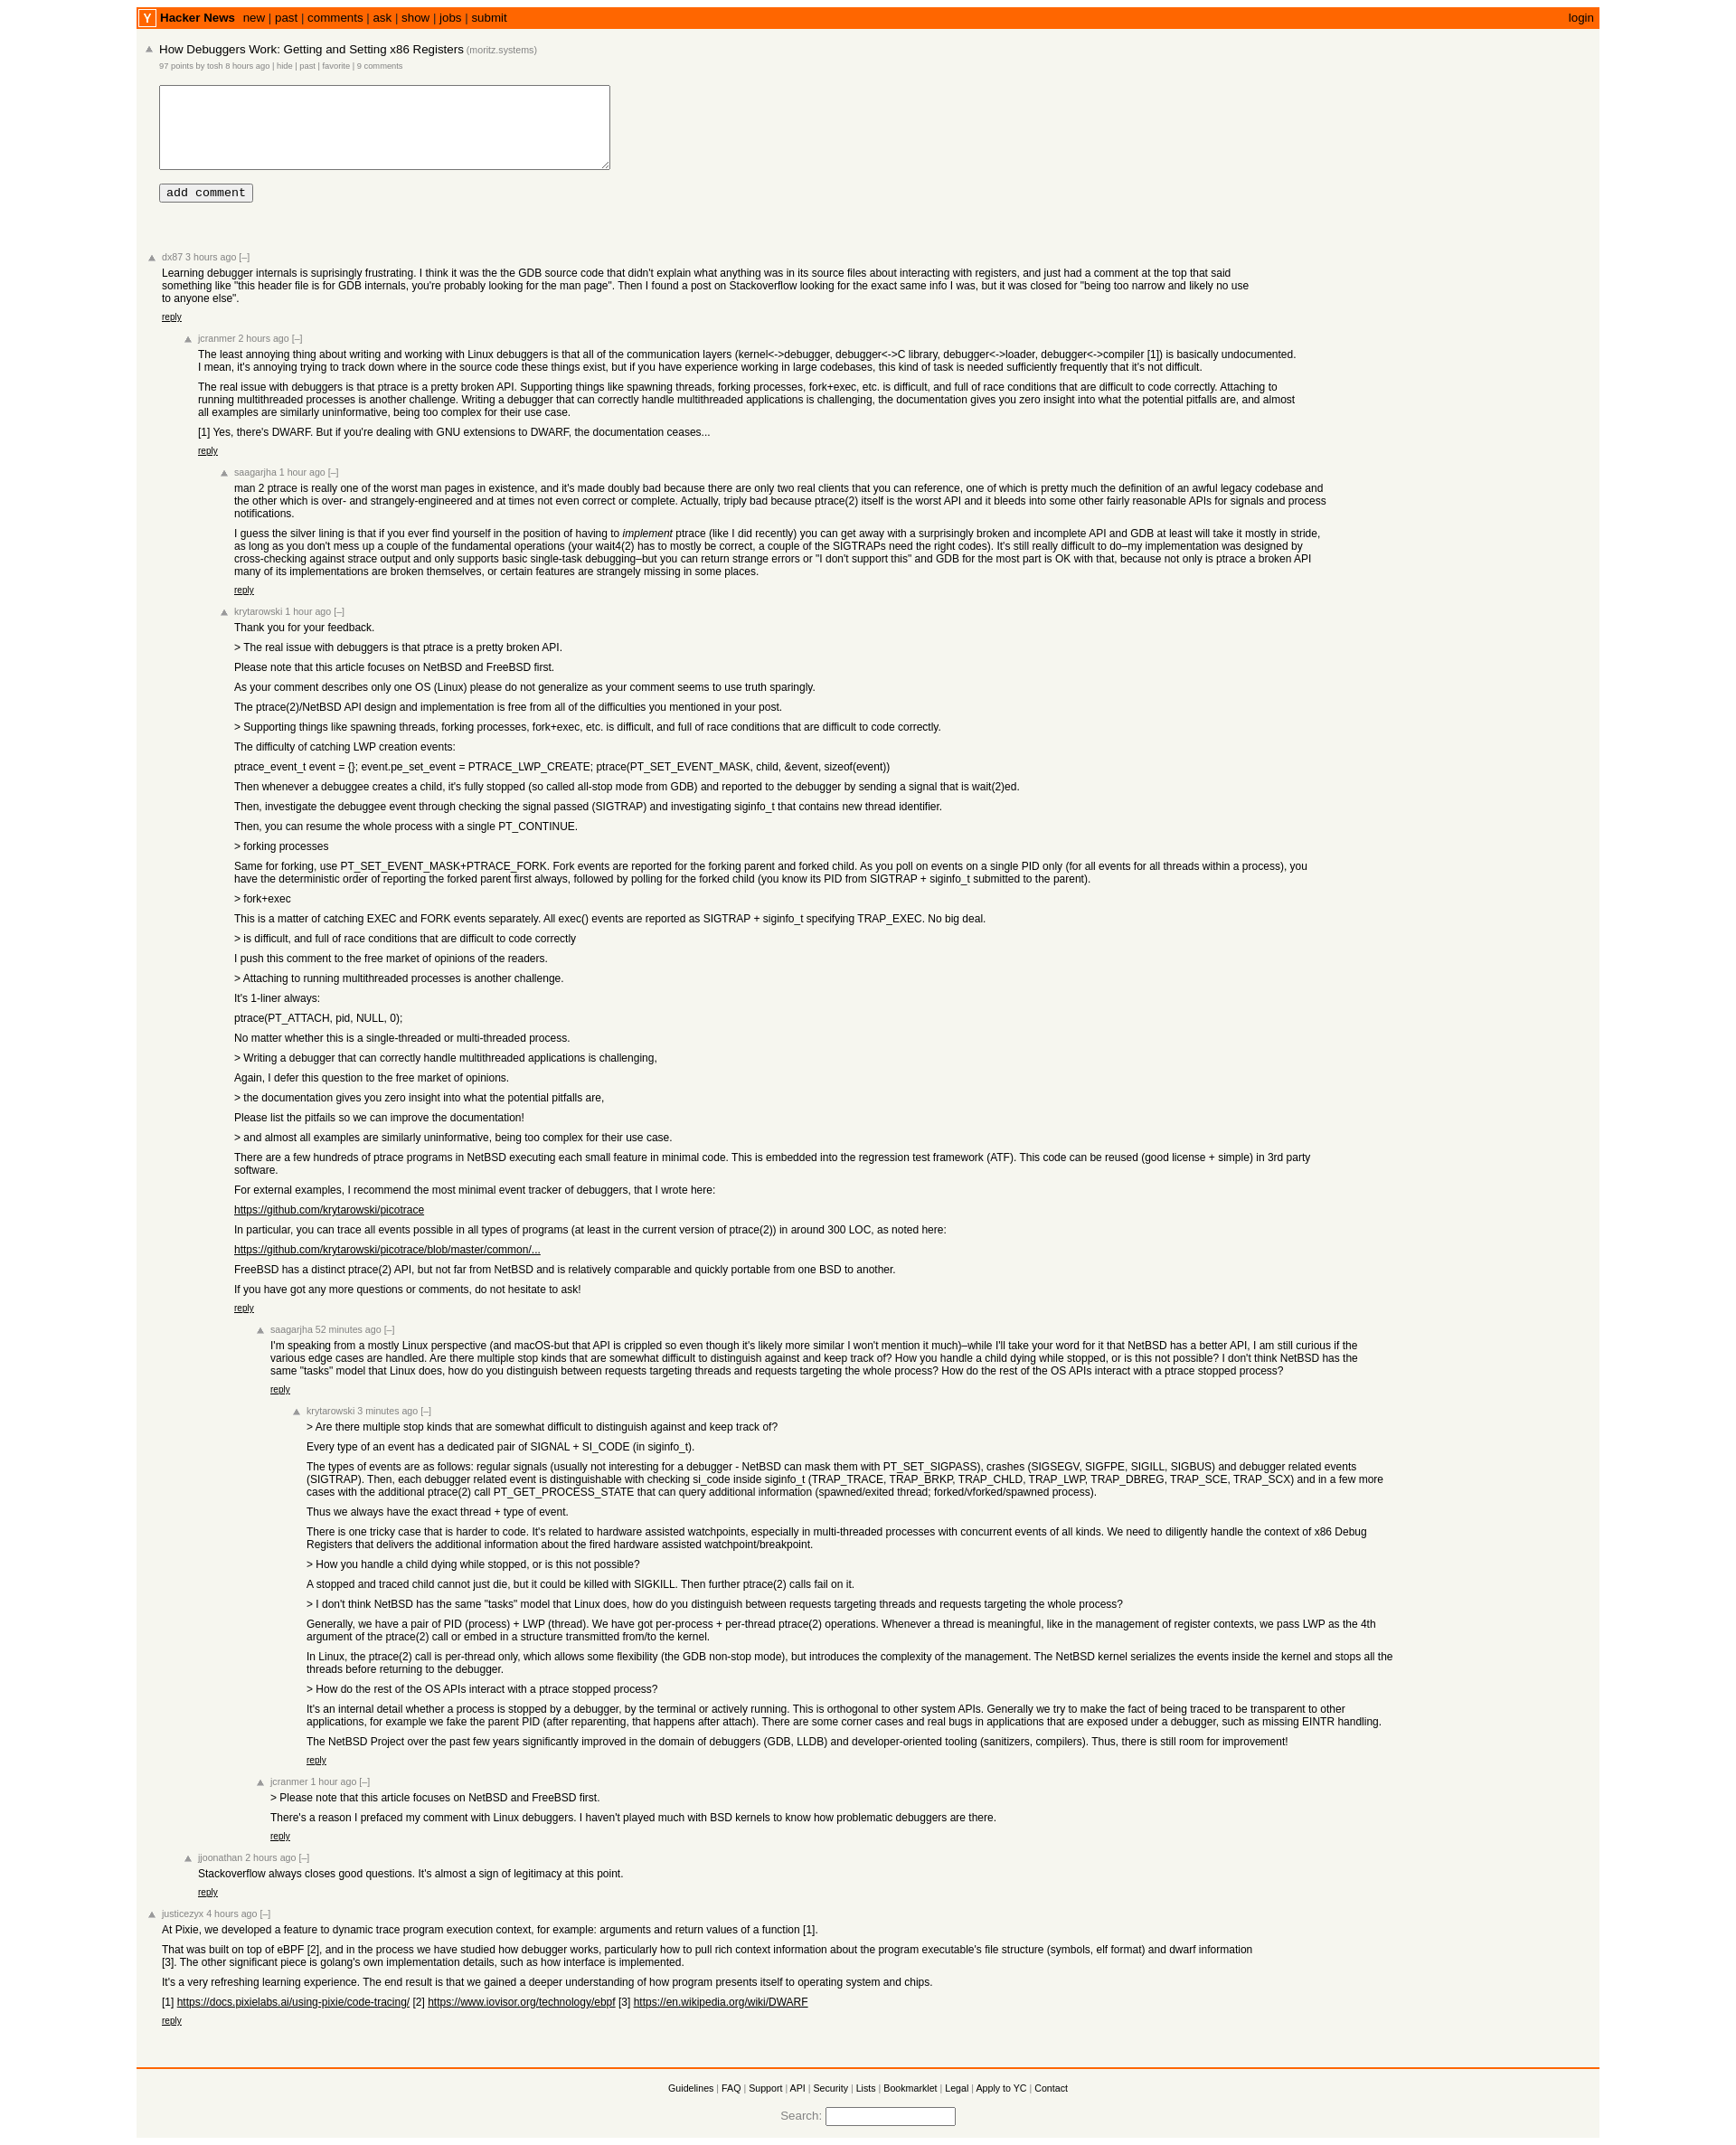 Y Hacker News new | past | comments | ask | show | jobs | submit login
How Debuggers Work: Getting and Setting x86 Registers (moritz.systems)
97 points by tosh 8 hours ago | hide | past | favorite | 9 comments
add comment
dx87 3 hours ago [–]
Learning debugger internals is suprisingly frustrating. I think it was the the GDB source code that didn't explain what anything was in its source files about interacting with registers, and just had a comment at the top that said
something like "this header file is for GDB internals, you're probably looking for the man page". Then I found a post on Stackoverflow looking for the exact same info I was, but it was closed for "being too narrow and likely no use
to anyone else".
reply
jcranmer 2 hours ago [–]
The least annoying thing about writing and working with Linux debuggers is that all of the communication layers (kernel<->debugger, debugger<->C library, debugger<->loader, debugger<->compiler [1]) is basically undocumented.
I mean, it's annoying trying to track down where in the source code these things exist, but if you have experience working in large codebases, this kind of task is needed sufficiently frequently that it's not difficult.
The real issue with debuggers is that ptrace is a pretty broken API. Supporting things like spawning threads, forking processes, fork+exec, etc. is difficult, and full of race conditions that are difficult to code correctly. Attaching to
running multithreaded processes is another challenge. Writing a debugger that can correctly handle multithreaded applications is challenging, the documentation gives you zero insight into what the potential pitfalls are, and almost
all examples are similarly uninformative, being too complex for their use case.
[1] Yes, there's DWARF. But if you're dealing with GNU extensions to DWARF, the documentation ceases...
reply
saagarjha 1 hour ago [–]
man 2 ptrace is really one of the worst man pages in existence, and it's made doubly bad because there are only two real clients that you can reference, one of which is pretty much the definition of an awful legacy codebase and
the other which is over- and strangely-engineered and at times not even correct or complete. Actually, triply bad because ptrace(2) itself is the worst API and it bleeds into some other fairly reasonable APIs for signals and process
notifications.
I guess the silver lining is that if you ever find yourself in the position of having to implement ptrace (like I did recently) you can get away with a surprisingly broken and incomplete API and GDB at least will take it mostly in stride,
as long as you don't mess up a couple of the fundamental operations (your wait4(2) has to mostly be correct, a couple of the SIGTRAPs need the right codes). It's still really difficult to do–my implementation was designed by
cross-checking against strace output and only supports basic single-task debugging–but you can return strange errors or "I don't support this" and GDB for the most part is OK with that, because not only is ptrace a broken API
many of its implementations are broken themselves, or certain features are strangely missing in some places.
reply
krytarowski 1 hour ago [–]
Thank you for your feedback.
> The real issue with debuggers is that ptrace is a pretty broken API.
Please note that this article focuses on NetBSD and FreeBSD first.
As your comment describes only one OS (Linux) please do not generalize as your comment seems to use truth sparingly.
The ptrace(2)/NetBSD API design and implementation is free from all of the difficulties you mentioned in your post.
> Supporting things like spawning threads, forking processes, fork+exec, etc. is difficult, and full of race conditions that are difficult to code correctly.
The difficulty of catching LWP creation events:
ptrace_event_t event = {}; event.pe_set_event = PTRACE_LWP_CREATE; ptrace(PT_SET_EVENT_MASK, child, &event, sizeof(event))
Then whenever a debuggee creates a child, it's fully stopped (so called all-stop mode from GDB) and reported to the debugger by sending a signal that is wait(2)ed.
Then, investigate the debuggee event through checking the signal passed (SIGTRAP) and investigating siginfo_t that contains new thread identifier.
Then, you can resume the whole process with a single PT_CONTINUE.
> forking processes
Same for forking, use PT_SET_EVENT_MASK+PTRACE_FORK. Fork events are reported for the forking parent and forked child. As you poll on events on a single PID only (for all events for all threads within a process), you
have the deterministic order of reporting the forked parent first always, followed by polling for the forked child (you know its PID from SIGTRAP + siginfo_t submitted to the parent).
> fork+exec
This is a matter of catching EXEC and FORK events separately. All exec() events are reported as SIGTRAP + siginfo_t specifying TRAP_EXEC. No big deal.
> is difficult, and full of race conditions that are difficult to code correctly
I push this comment to the free market of opinions of the readers.
> Attaching to running multithreaded processes is another challenge.
It's 1-liner always:
ptrace(PT_ATTACH, pid, NULL, 0);
No matter whether this is a single-threaded or multi-threaded process.
> Writing a debugger that can correctly handle multithreaded applications is challenging,
Again, I defer this question to the free market of opinions.
> the documentation gives you zero insight into what the potential pitfalls are,
Please list the pitfails so we can improve the documentation!
> and almost all examples are similarly uninformative, being too complex for their use case.
There are a few hundreds of ptrace programs in NetBSD executing each small feature in minimal code. This is embedded into the regression test framework (ATF). This code can be reused (good license + simple) in 3rd party
software.
For external examples, I recommend the most minimal event tracker of debuggers, that I wrote here:
https://github.com/krytarowski/picotrace
In particular, you can trace all events possible in all types of programs (at least in the current version of ptrace(2)) in around 300 LOC, as noted here:
https://github.com/krytarowski/picotrace/blob/master/common/...
FreeBSD has a distinct ptrace(2) API, but not far from NetBSD and is relatively comparable and quickly portable from one BSD to another.
If you have got any more questions or comments, do not hesitate to ask!
reply
saagarjha 52 minutes ago [–]
I'm speaking from a mostly Linux perspective (and macOS-but that API is crippled so even though it's likely more similar I won't mention it much)–while I'll take your word for it that NetBSD has a better API, I am still curious if the
various edge cases are handled. Are there multiple stop kinds that are somewhat difficult to distinguish against and keep track of? How you handle a child dying while stopped, or is this not possible? I don't think NetBSD has the
same "tasks" model that Linux does, how do you distinguish between requests targeting threads and requests targeting the whole process? How do the rest of the OS APIs interact with a ptrace stopped process?
reply
krytarowski 3 minutes ago [–]
> Are there multiple stop kinds that are somewhat difficult to distinguish against and keep track of?
Every type of an event has a dedicated pair of SIGNAL + SI_CODE (in siginfo_t).
The types of events are as follows: regular signals (usually not interesting for a debugger - NetBSD can mask them with PT_SET_SIGPASS), crashes (SIGSEGV, SIGFPE, SIGILL, SIGBUS) and debugger related events
(SIGTRAP). Then, each debugger related event is distinguishable with checking si_code inside siginfo_t (TRAP_TRACE, TRAP_BRKP, TRAP_CHLD, TRAP_LWP, TRAP_DBREG, TRAP_SCE, TRAP_SCX) and in a few more
cases with the additional ptrace(2) call PT_GET_PROCESS_STATE that can query additional information (spawned/exited thread; forked/vforked/spawned process).
Thus we always have the exact thread + type of event.
There is one tricky case that is harder to code. It's related to hardware assisted watchpoints, especially in multi-threaded processes with concurrent events of all kinds. We need to diligently handle the context of x86 Debug
Registers that delivers the additional information about the fired hardware assisted watchpoint/breakpoint.
> How you handle a child dying while stopped, or is this not possible?
A stopped and traced child cannot just die, but it could be killed with SIGKILL. Then further ptrace(2) calls fail on it.
> I don't think NetBSD has the same "tasks" model that Linux does, how do you distinguish between requests targeting threads and requests targeting the whole process?
Generally, we have a pair of PID (process) + LWP (thread). We have got per-process + per-thread ptrace(2) operations. Whenever a thread is meaningful, like in the management of register contexts, we pass LWP as the 4th
argument of the ptrace(2) call or embed in a structure transmitted from/to the kernel.
In Linux, the ptrace(2) call is per-thread only, which allows some flexibility (the GDB non-stop mode), but introduces the complexity of the management. The NetBSD kernel serializes the events inside the kernel and stops all the
threads before returning to the debugger.
> How do the rest of the OS APIs interact with a ptrace stopped process?
It's an internal detail whether a process is stopped by a debugger, by the terminal or actively running. This is orthogonal to other system APIs. Generally we try to make the fact of being traced to be transparent to other
applications, for example we fake the parent PID (after reparenting, that happens after attach). There are some corner cases and real bugs in applications that are exposed under a debugger, such as missing EINTR handling.
The NetBSD Project over the past few years significantly improved in the domain of debuggers (GDB, LLDB) and developer-oriented tooling (sanitizers, compilers). Thus, there is still room for improvement!
reply
jcranmer 1 hour ago [–]
> Please note that this article focuses on NetBSD and FreeBSD first.
There's a reason I prefaced my comment with Linux debuggers. I haven't played much with BSD kernels to know how problematic debuggers are there.
reply
jjoonathan 2 hours ago [–]
Stackoverflow always closes good questions. It's almost a sign of legitimacy at this point.
reply
justicezyx 4 hours ago [–]
At Pixie, we developed a feature to dynamic trace program execution context, for example: arguments and return values of a function [1].
That was built on top of eBPF [2], and in the process we have studied how debugger works, particularly how to pull rich context information about the program executable's file structure (symbols, elf format) and dwarf information
[3]. The other significant piece is golang's own implementation details, such as how interface is implemented.
It's a very refreshing learning experience. The end result is that we gained a deeper understanding of how program presents itself to operating system and chips.
[1] https://docs.pixielabs.ai/using-pixie/code-tracing/ [2] https://www.iovisor.org/technology/ebpf [3] https://en.wikipedia.org/wiki/DWARF
reply
Guidelines | FAQ | Support | API | Security | Lists | Bookmarklet | Legal | Apply to YC | Contact
Search: